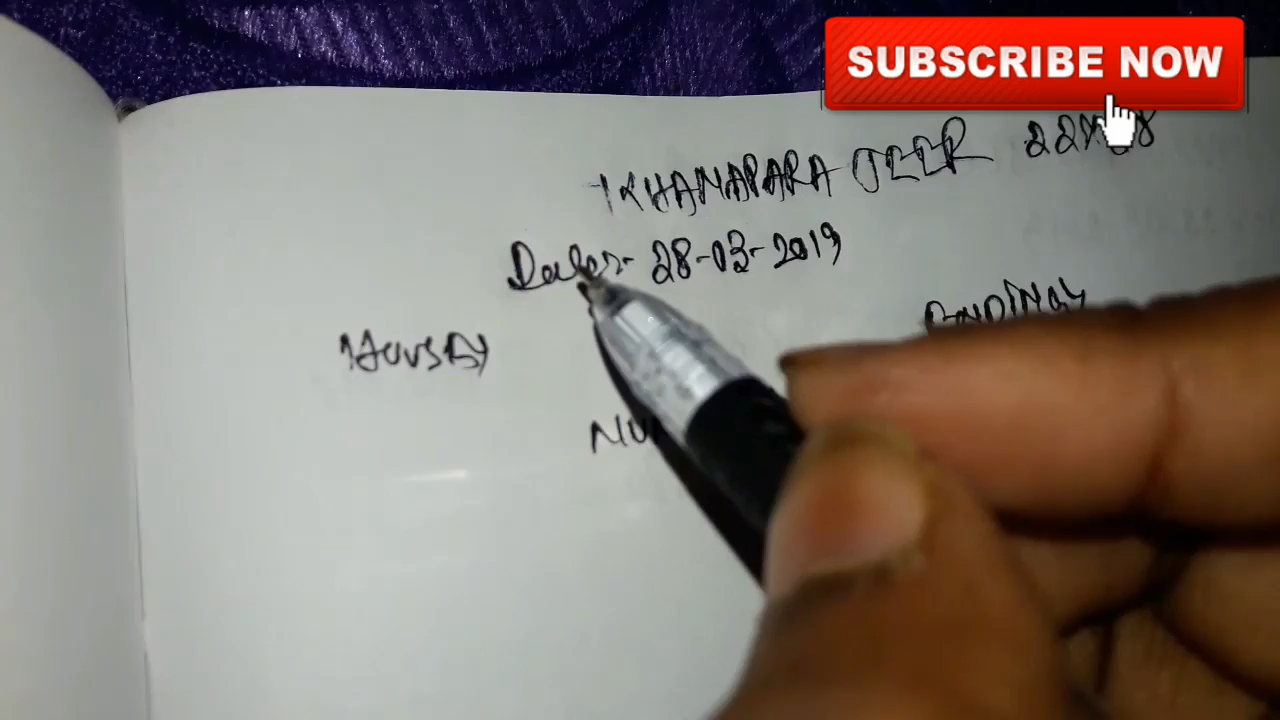 SUBSCRIBE NOW
KHANAPARA TEER
Date:- 28-03-2019
ENDING
HOUSE